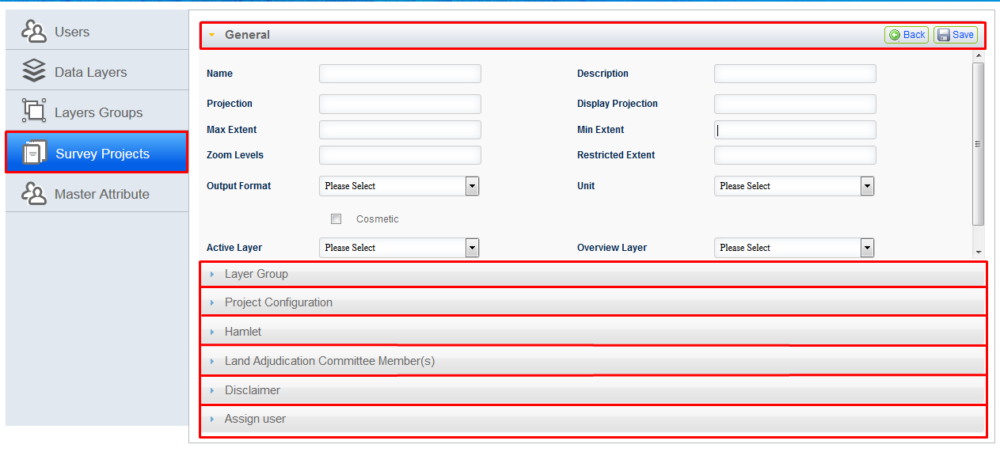 Users
Data Layers
Layers Groups
Survey Projects
Master Attribute
General
Back
Save
Name
Description
Projection
Display Projection
Max Extent
Min Extent
Zoom Levels
Restricted Extent
Output Format
Please Select
Unit
Please Select
Cosmetic
Active Layer
Please Select
Overview Layer
Please Select
Layer Group
Project Configuration
Hamlet
Land Adjudication Committee Member(s)
Disclaimer
Assign user